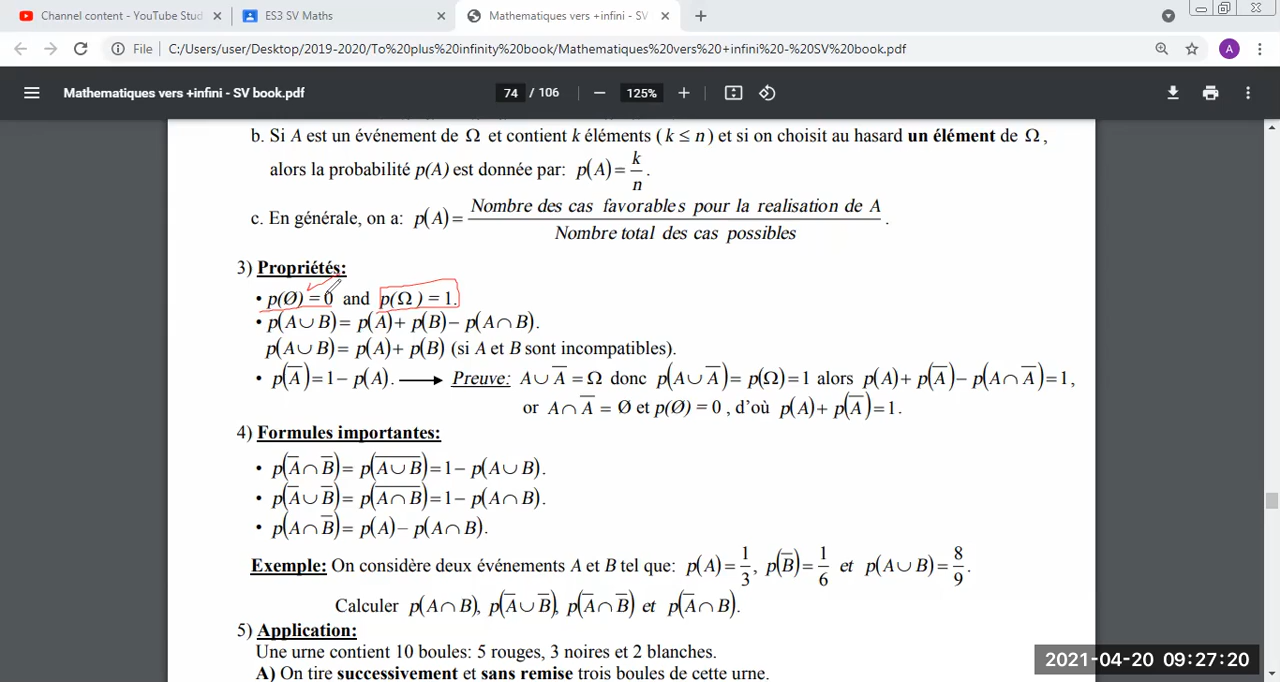 Channel content - YouTube Stud
ES3 SV Maths
Mathematiques vers +infini - SV
File C:/Users/user/Desktop/2019-2020/To%20plus%20infinity%20book/Mathematiques%20vers%20+infini%20-%20SV%20book.pdf
A
Mathematiques vers +infini - SV book.pdf
74 / 106
125%
b. Si A est un événement de Ω et contient k éléments ( k ≤ n ) et si on choisit au hasard un élément de Ω ,
alors la probabilité p(A) est donnée par: p(A) = k/n .
c. En générale, on a: p(A) = Nombre des cas favorables pour la realisation de A / Nombre total des cas possibles .
3) Propriétés:
• p(Ø) = 0 and p(Ω ) = 1.
• p(A∪B) = p(A) + p(B) − p(A∩B).
p(A∪B) = p(A) + p(B) (si A et B sont incompatibles).
• p(A̅) = 1 − p(A). ⟶ Preuve: A∪A̅ = Ω donc p(A∪A̅) = p(Ω) = 1 alors p(A) + p(A̅) − p(A∩A̅) = 1,
or A∩A̅ = Ø et p(Ø) = 0 , d’où p(A) + p(A̅) = 1.
4) Formules importantes:
• p(A̅∩B̅) = p(\overline{A∪B}) = 1 − p(A∪B).
• p(A̅∪B̅) = p(\overline{A∩B}) = 1 − p(A∩B).
• p(A∩B̅) = p(A) − p(A∩B).
Exemple: On considère deux événements A et B tel que: p(A) = 1/3, p(B̅) = 1/6 et p(A∪B) = 8/9.
Calculer p(A∩B), p(A̅∪B̅), p(A̅∩B̅) et p(A̅∩B).
5) Application:
Une urne contient 10 boules: 5 rouges, 3 noires et 2 blanches.
A) On tire successivement et sans remise trois boules de cette urne.
2021-04-20 09:27:20